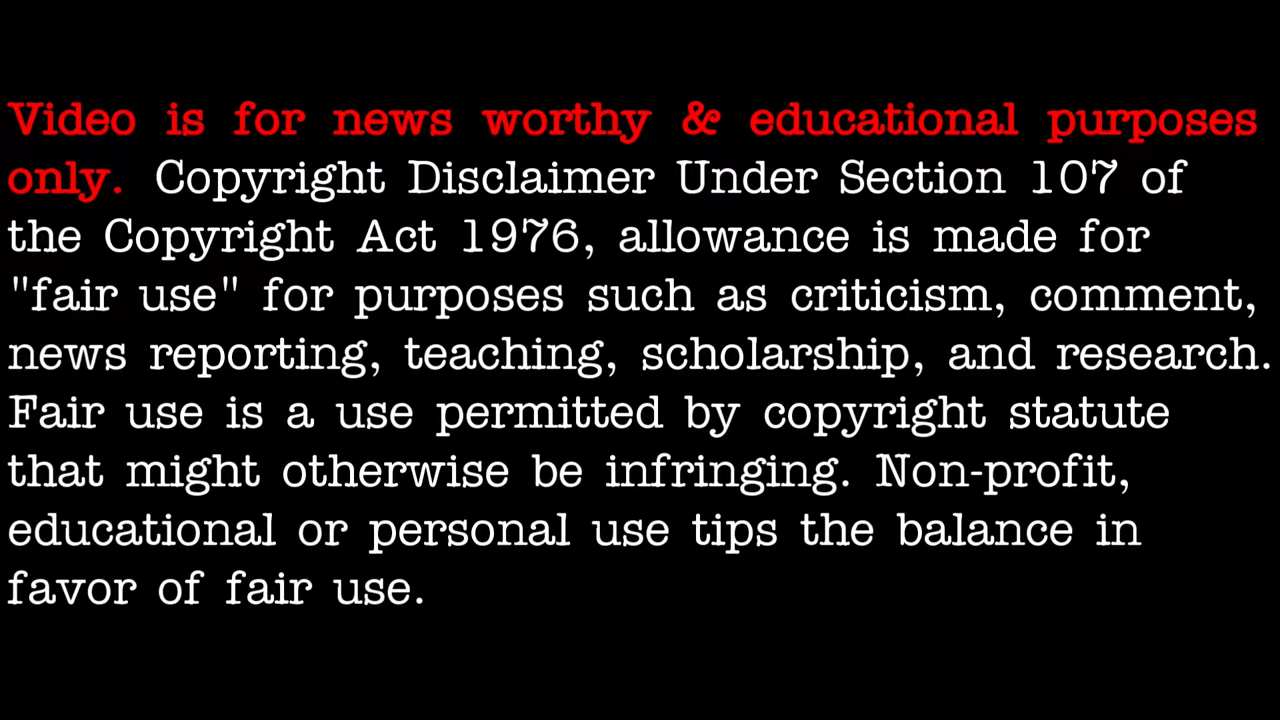 Video is for news worthy & educational purposes
only. Copyright Disclaimer Under Section 107 of
the Copyright Act 1976, allowance is made for
"fair use" for purposes such as criticism, comment,
news reporting, teaching, scholarship, and research.
Fair use is a use permitted by copyright statute
that might otherwise be infringing. Non-profit,
educational or personal use tips the balance in
favor of fair use.